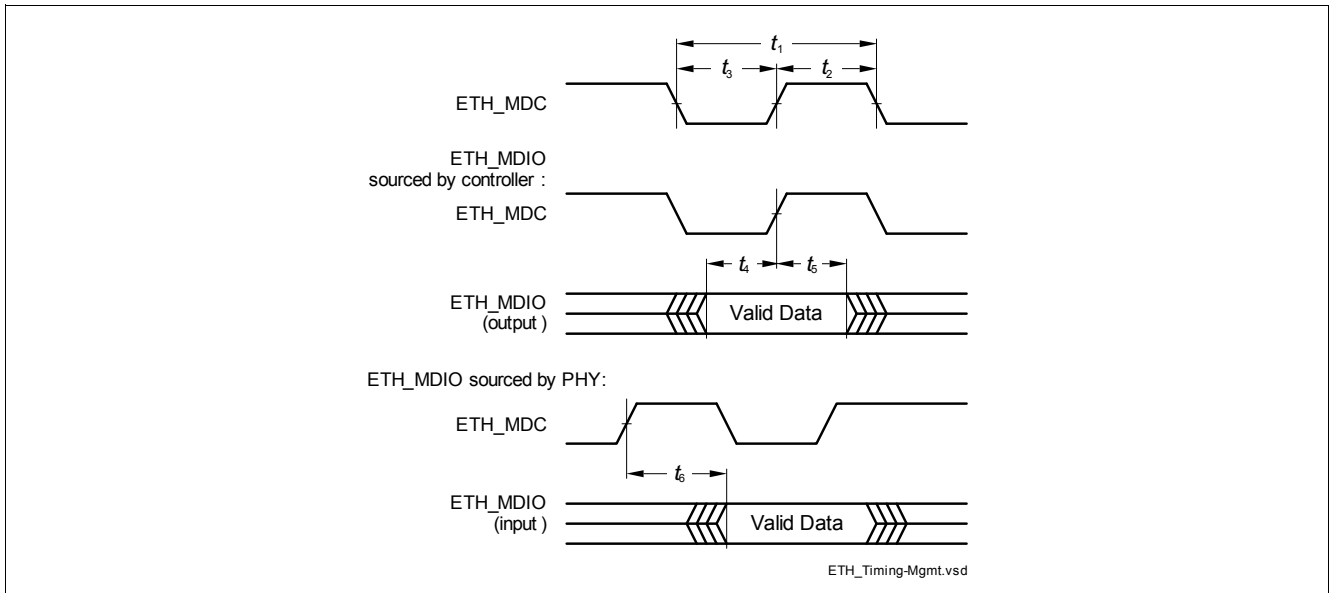 t1
t3 t2
ETH_MDC
ETH_MDIO
sourced by controller :
ETH_MDC
t4 t5
ETH_MDIO
(output )
Valid Data
ETH_MDIO sourced by PHY:
ETH_MDC
t6
ETH_MDIO
(input )
Valid Data
ETH_Timing-Mgmt.vsd